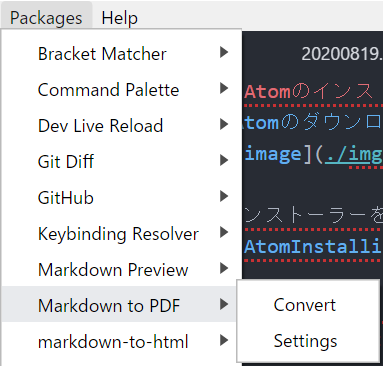 Packages Help
Bracket Matcher
Command Palette
Dev Live Reload
Git Diff
GitHub
Keybinding Resolver
Markdown Preview
Markdown to PDF
markdown-to-html
Convert
Settings
20200819.
Atomのインス
Atomのダウンロ
image](./img
ンストーラーを
AtomInstalli